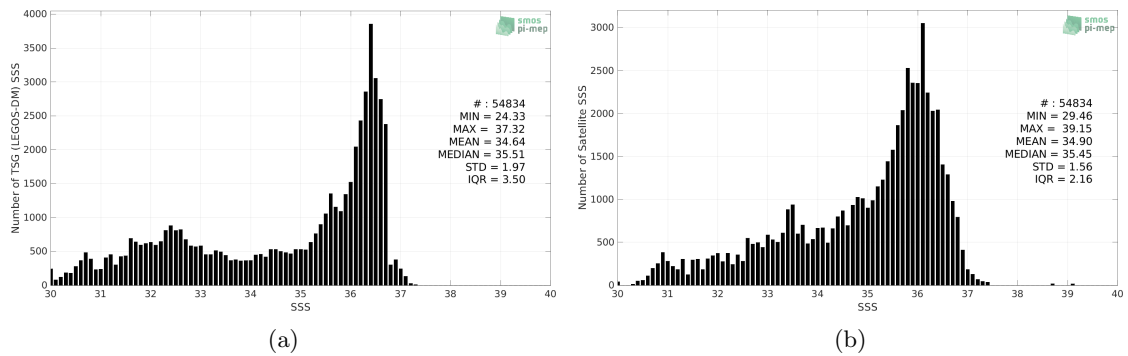 smos
pi-mep
Number of TSG (LEGOS-DM) SSS
4000
3500
3000
2500
2000
1500
1000
500
0
# : 54834
MIN = 24.33
MAX = 37.32
MEAN = 34.64
MEDIAN = 35.51
STD = 1.97
IQR = 3.50
30 31 32 33 34 35 36 37 38 39 40
SSS
(a)
smos
pi-mep
Number of Satellite SSS
3000
2500
2000
1500
1000
500
0
# : 54834
MIN = 29.46
MAX = 39.15
MEAN = 34.90
MEDIAN = 35.45
STD = 1.56
IQR = 2.16
30 31 32 33 34 35 36 37 38 39 40
SSS
(b)